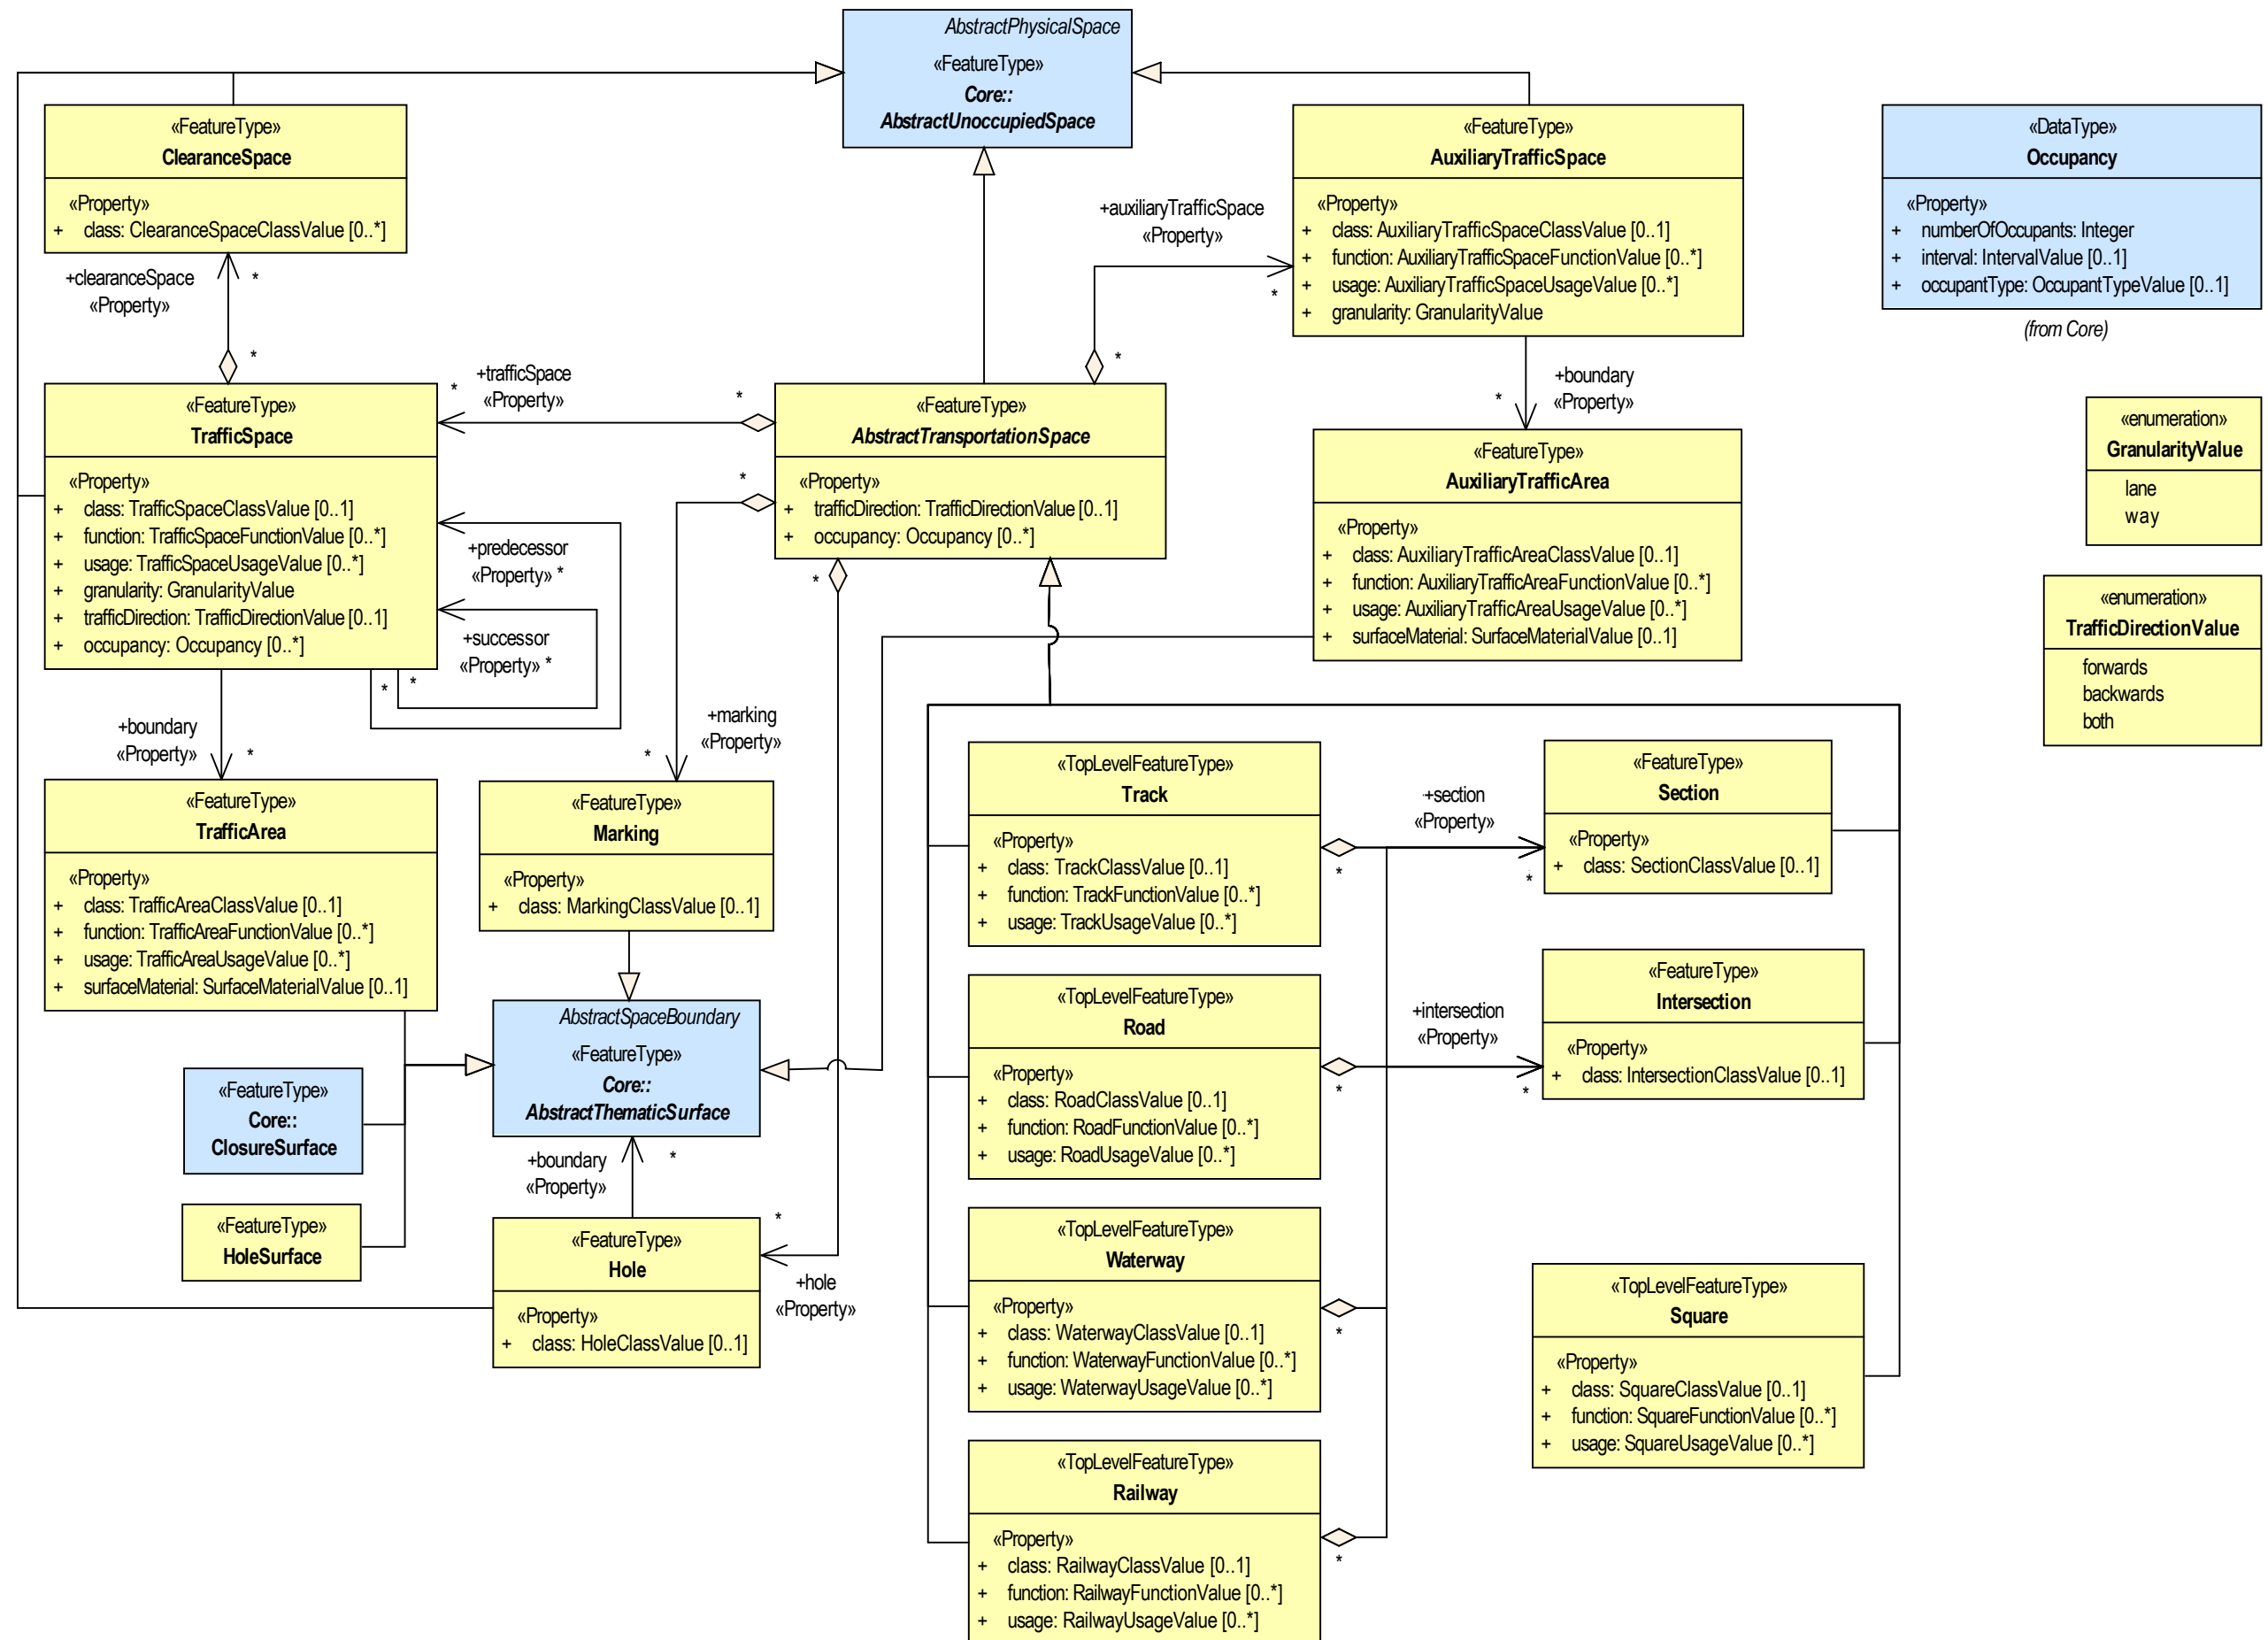 AbstractPhysicalSpace
«FeatureType»
Core::
AbstractUnoccupiedSpace
«FeatureType»
ClearanceSpace
«Property»
+ class: ClearanceSpaceClassValue [0..*]
«FeatureType»
AuxiliaryTrafficSpace
«Property»
+ class: AuxiliaryTrafficSpaceClassValue [0..1]
+ function: AuxiliaryTrafficSpaceFunctionValue [0..*]
+ usage: AuxiliaryTrafficSpaceUsageValue [0..*]
+ granularity: GranularityValue
«DataType»
Occupancy
«Property»
+ numberOfOccupants: Integer
+ interval: IntervalValue [0..1]
+ occupantType: OccupantTypeValue [0..1]
(from Core)
+auxiliaryTrafficSpace
«Property»
*
*
+clearanceSpace
«Property»
*
*
+trafficSpace
«Property»
*
*
«FeatureType»
TrafficSpace
«Property»
+ class: TrafficSpaceClassValue [0..1]
+ function: TrafficSpaceFunctionValue [0..*]
+ usage: TrafficSpaceUsageValue [0..*]
+ granularity: GranularityValue
+ trafficDirection: TrafficDirectionValue [0..1]
+ occupancy: Occupancy [0..*]
«FeatureType»
AbstractTransportationSpace
«Property»
+ trafficDirection: TrafficDirectionValue [0..1]
+ occupancy: Occupancy [0..*]
*
*
+boundary
«Property»
*
«FeatureType»
AuxiliaryTrafficArea
«Property»
+ class: AuxiliaryTrafficAreaClassValue [0..1]
+ function: AuxiliaryTrafficAreaFunctionValue [0..*]
+ usage: AuxiliaryTrafficAreaUsageValue [0..*]
+ surfaceMaterial: SurfaceMaterialValue [0..1]
«enumeration»
GranularityValue
lane
way
«enumeration»
TrafficDirectionValue
forwards
backwards
both
+predecessor
«Property» *
+successor
«Property» *
*
*
+boundary
«Property»
*
+marking
«Property»
*
«FeatureType»
TrafficArea
«Property»
+ class: TrafficAreaClassValue [0..1]
+ function: TrafficAreaFunctionValue [0..*]
+ usage: TrafficAreaUsageValue [0..*]
+ surfaceMaterial: SurfaceMaterialValue [0..1]
«FeatureType»
Marking
«Property»
+ class: MarkingClassValue [0..1]
«TopLevelFeatureType»
Track
«Property»
+ class: TrackClassValue [0..1]
+ function: TrackFunctionValue [0..*]
+ usage: TrackUsageValue [0..*]
+section
«Property»
*
*
«FeatureType»
Section
«Property»
+ class: SectionClassValue [0..1]
«TopLevelFeatureType»
Road
«Property»
+ class: RoadClassValue [0..1]
+ function: RoadFunctionValue [0..*]
+ usage: RoadUsageValue [0..*]
+intersection
«Property»
*
*
«FeatureType»
Intersection
«Property»
+ class: IntersectionClassValue [0..1]
AbstractSpaceBoundary
«FeatureType»
Core::
AbstractThematicSurface
«FeatureType»
Core::
ClosureSurface
«FeatureType»
HoleSurface
+boundary
«Property»
*
«FeatureType»
Hole
«Property»
+ class: HoleClassValue [0..1]
*
+hole
«Property»
«TopLevelFeatureType»
Waterway
«Property»
+ class: WaterwayClassValue [0..1]
+ function: WaterwayFunctionValue [0..*]
+ usage: WaterwayUsageValue [0..*]
*
«TopLevelFeatureType»
Square
«Property»
+ class: SquareClassValue [0..1]
+ function: SquareFunctionValue [0..*]
+ usage: SquareUsageValue [0..*]
«TopLevelFeatureType»
Railway
«Property»
+ class: RailwayClassValue [0..1]
+ function: RailwayFunctionValue [0..*]
+ usage: RailwayUsageValue [0..*]
*